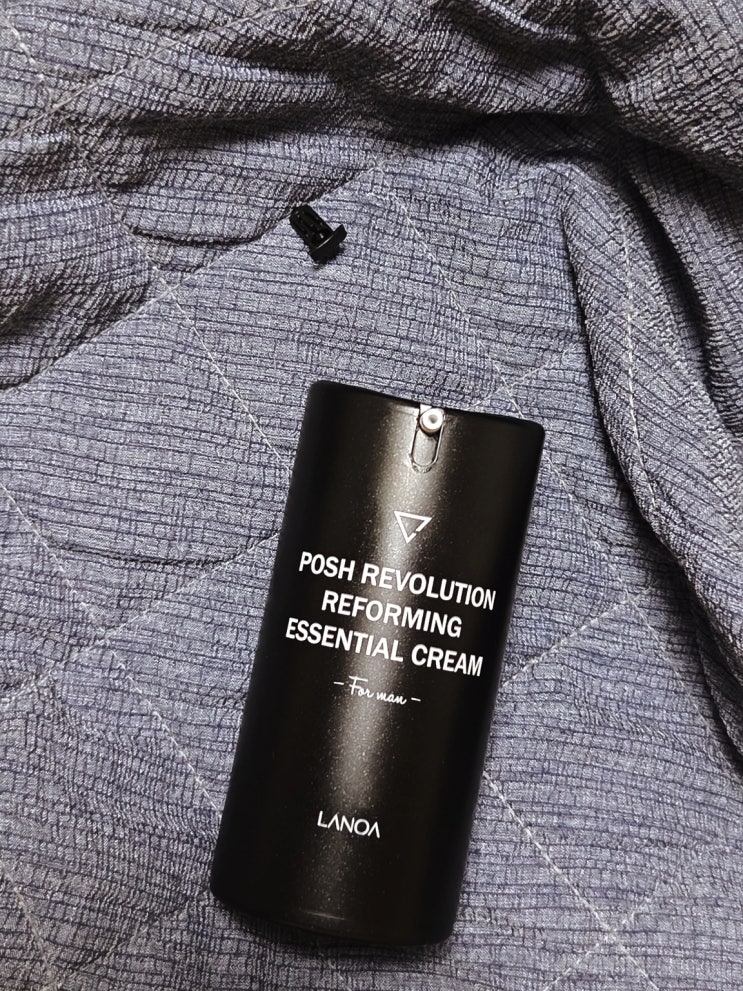 POSH REVOLUTION
REFORMING
ESSENTIAL CREAM
- For man -
LANOA